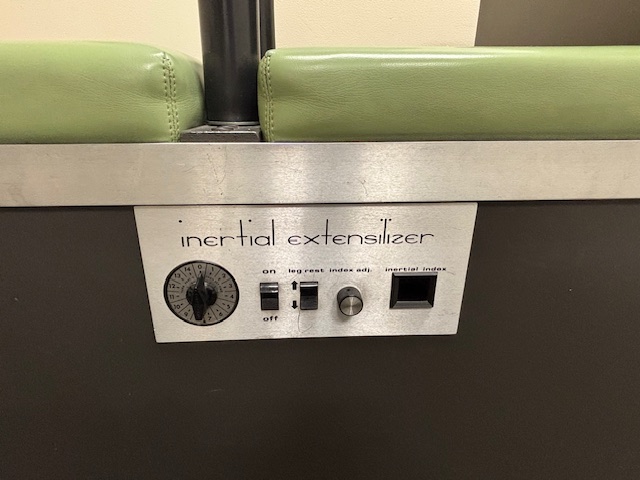 inertial extensilizer
on leg rest index adj. inertial index
off